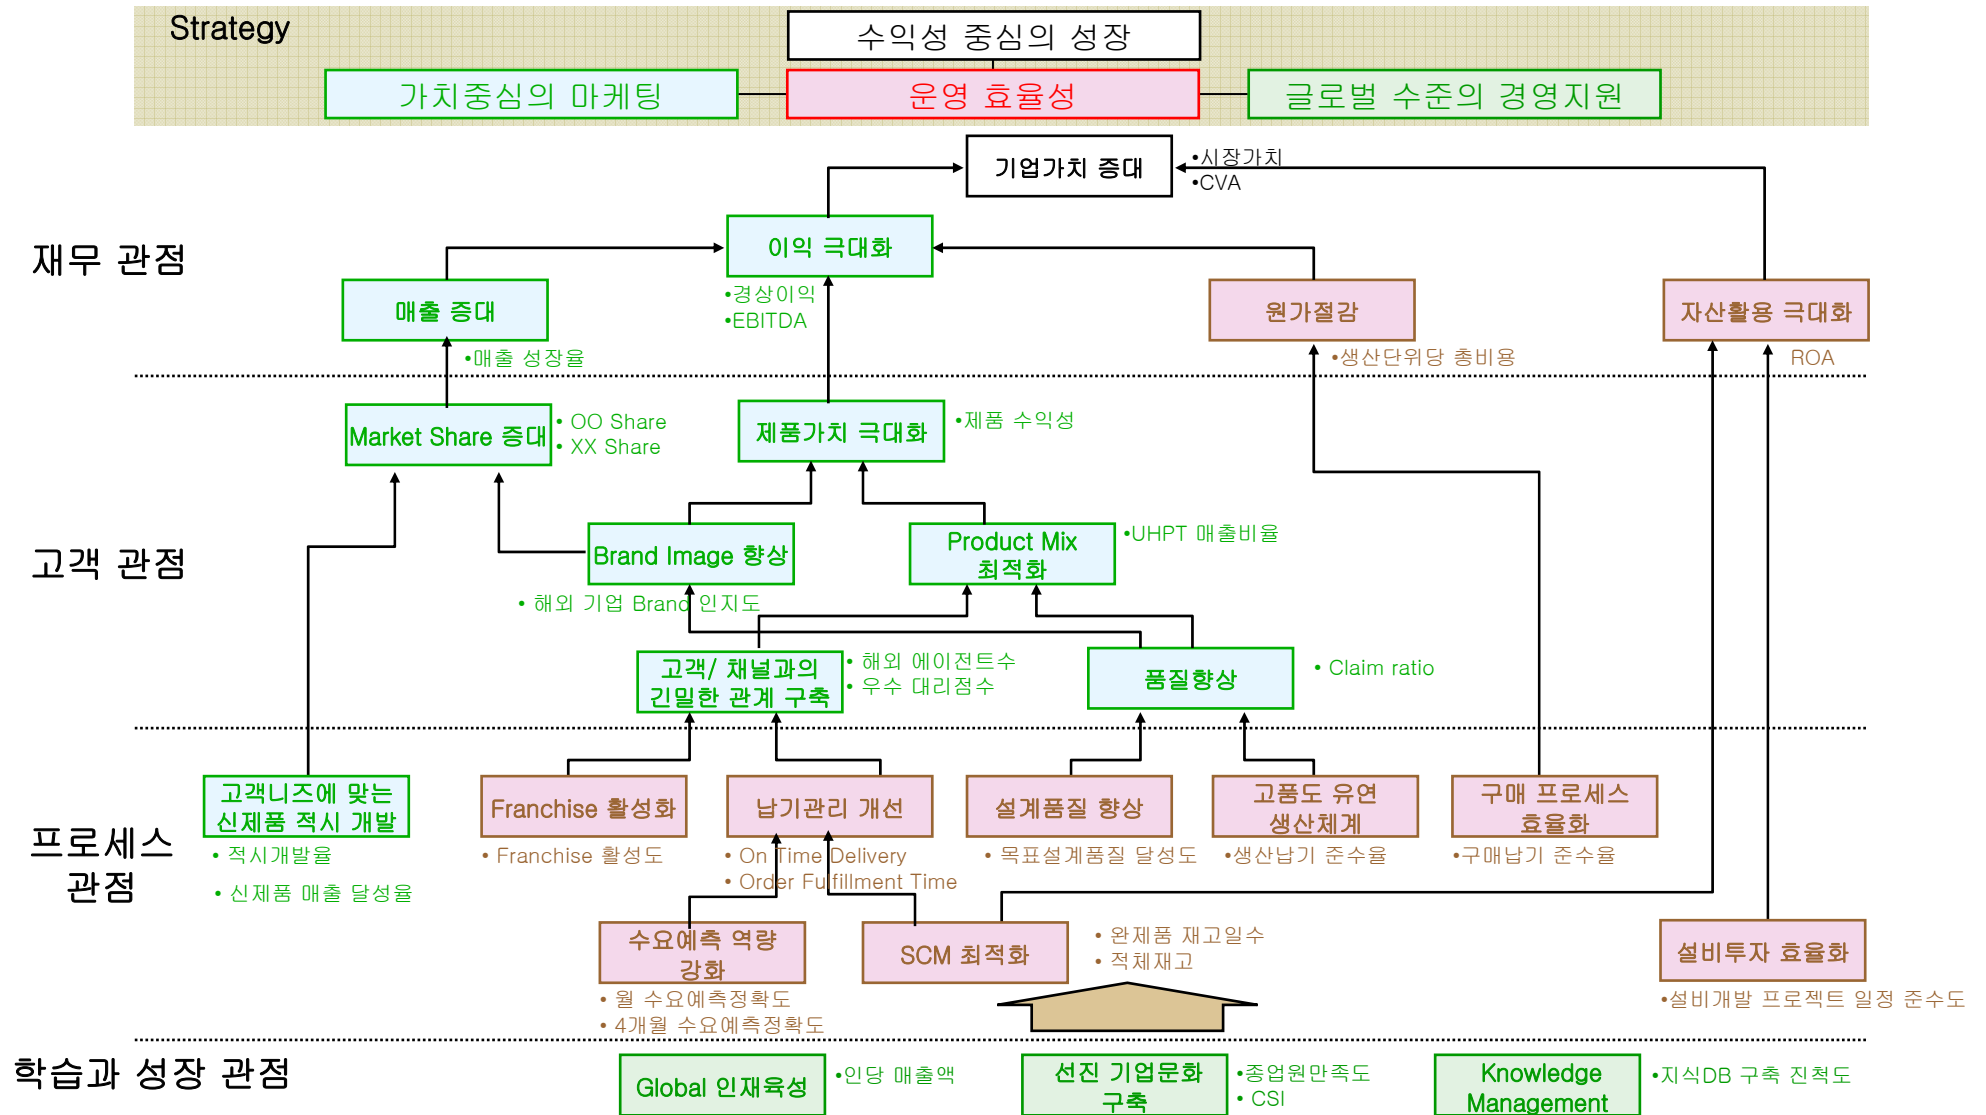 Strategy
수익성 중심의 성장
가치중심의 마케팅
운영 효율성
글로벌 수준의 경영지원
기업가치 증대
•시장가치
•CVA
재무 관점
이익 극대화
•경상이익
•EBITDA
매출 증대
•매출 성장율
원가절감
•생산단위당 총비용
자산활용 극대화
ROA
고객 관점
Market Share 증대
• OO Share
• XX Share
제품가치 극대화
•제품 수익성
Brand Image 향상
• 해외 기업 Brand 인지도
Product Mix
최적화
•UHPT 매출비율
고객/ 채널과의
긴밀한 관계 구축
• 해외 에이전트수
• 우수 대리점수
품질향상
• Claim ratio
프로세스
관점
고객니즈에 맞는
신제품 적시 개발
• 적시개발율
• 신제품 매출 달성율
Franchise 활성화
• Franchise 활성도
납기관리 개선
• On Time Delivery
• Order Fulfillment Time
설계품질 향상
• 목표설계품질 달성도
고품도 유연
생산체계
•생산납기 준수율
구매 프로세스
효율화
•구매납기 준수율
수요예측 역량
강화
• 월 수요예측정확도
• 4개월 수요예측정확도
SCM 최적화
• 완제품 재고일수
• 적체재고
설비투자 효율화
•설비개발 프로젝트 일정 준수도
학습과 성장 관점
Global 인재육성
•인당 매출액
선진 기업문화
구축
•종업원만족도
• CSI
Knowledge
Management
•지식DB 구축 진척도